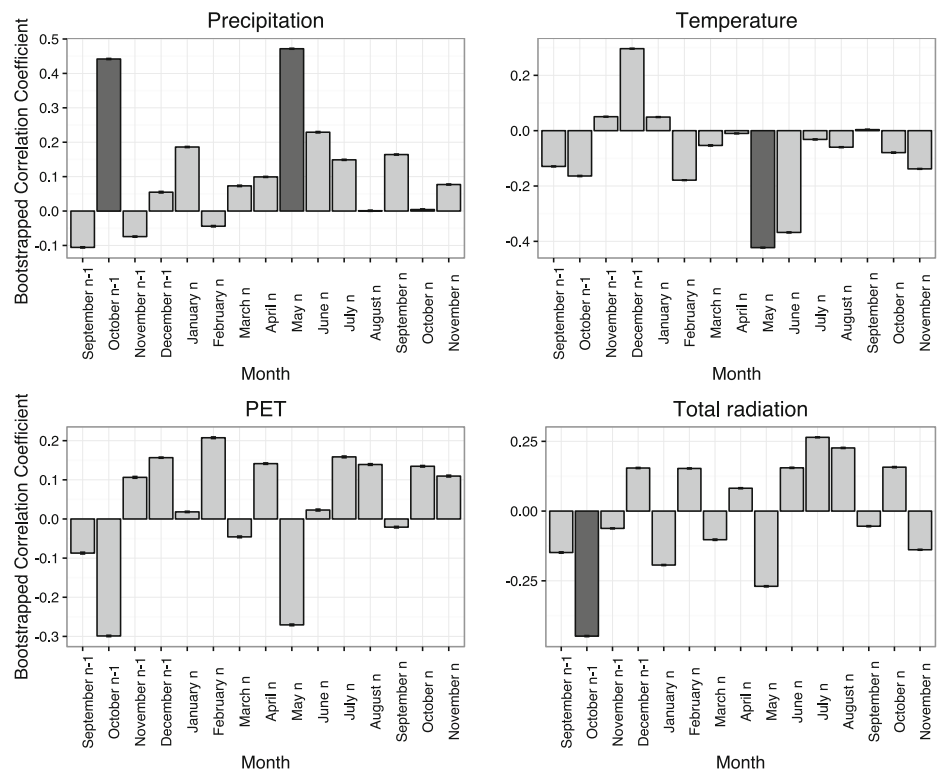 Precipitation
Bootstrapped Correlation Coefficient
0.5
0.4
0.3
0.2
0.1
0.0
-0.1
September n-1
October n-1
November n-1
December n-1
January n
February n
March n
April n
May n
June n
July n
August n
September n
October n
November n
Month
Temperature
0.2
0.0
-0.2
-0.4
September n-1
October n-1
November n-1
December n-1
January n
February n
March n
April n
May n
June n
July n
August n
September n
October n
November n
Month
PET
Bootstrapped Correlation Coefficient
0.2
0.1
0.0
-0.1
-0.2
-0.3
September n-1
October n-1
November n-1
December n-1
January n
February n
March n
April n
May n
June n
July n
August n
September n
October n
November n
Month
Total radiation
0.25
0.00
-0.25
September n-1
October n-1
November n-1
December n-1
January n
February n
March n
April n
May n
June n
July n
August n
September n
October n
November n
Month